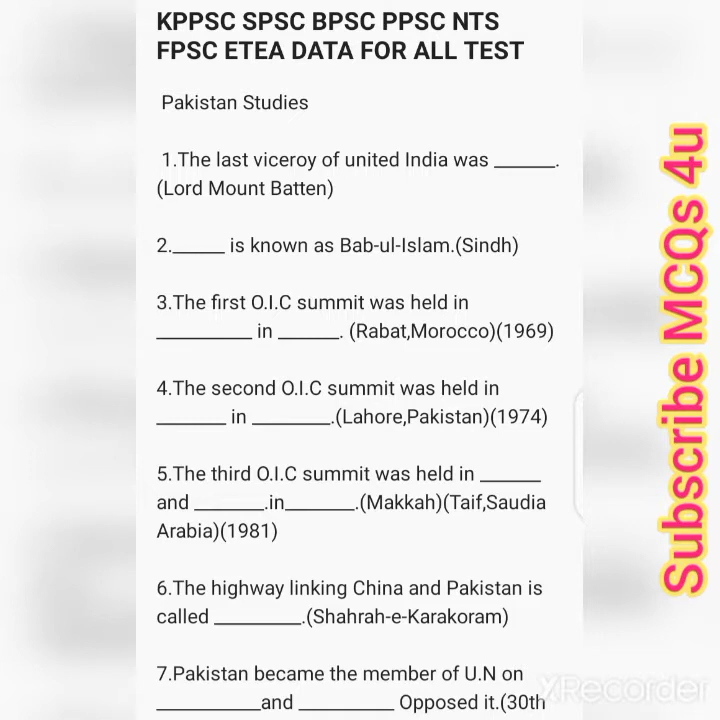 KPPSC SPSC BPSC PPSC NTS
FPSC ETEA DATA FOR ALL TEST
Pakistan Studies
1.The last viceroy of united India was ______.
(Lord Mount Batten)
2._____ is known as Bab-ul-Islam.(Sindh)
3.The first O.I.C summit was held in
_________ in ______. (Rabat,Morocco)(1969)
4.The second O.I.C summit was held in
_______ in ________.(Lahore,Pakistan)(1974)
5.The third O.I.C summit was held in ______
and _______.in_______.(Makkah)(Taif,Saudia
Arabia)(1981)
6.The highway linking China and Pakistan is
called ________.(Shahrah-e-Karakoram)
7.Pakistan became the member of U.N on
__________and _________ Opposed it.(30th
Subscribe MCQs 4u
XRecorder